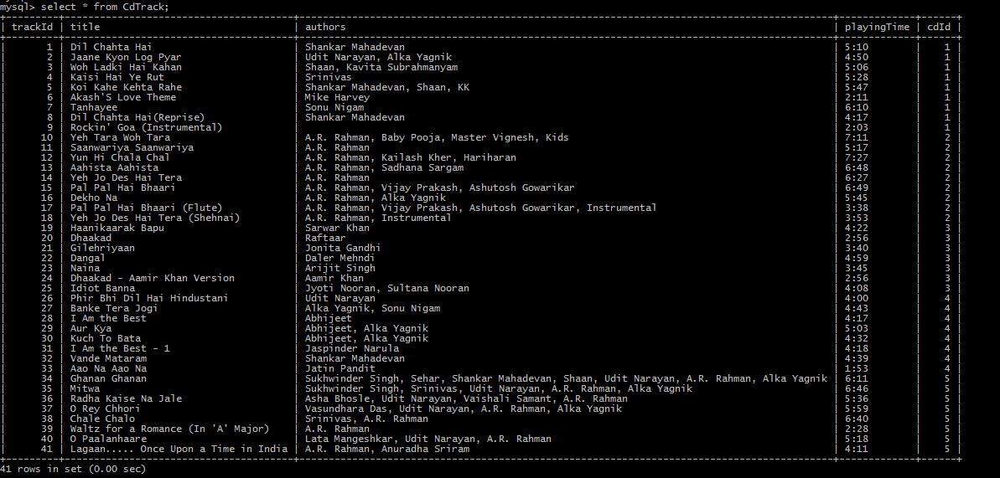 mysql> select * from CdTrack;
| trackId | title | authors | playingTime | cdId |
| 1 | Dil Chahta Hai | Shankar Mahadevan | 5:10 | 1 |
| 2 | Jaane Kyon Log Pyar | Udit Narayan, Alka Yagnik | 4:50 | 1 |
| 3 | Woh Ladki Hai Kahan | Shaan, Kavita Subrahmanyam | 5:06 | 1 |
| 4 | Kaisi Hai Ye Rut | Srinivas | 5:28 | 1 |
| 5 | Koi Kahe Kehta Rahe | Shankar Mahadevan, Shaan, KK | 5:47 | 1 |
| 6 | Akash'S Love Theme | Mike Harvey | 2:11 | 1 |
| 7 | Tanhayee | Sonu Nigam | 6:10 | 1 |
| 8 | Dil Chahta Hai(Reprise) | Shankar Mahadevan | 4:17 | 1 |
| 9 | Rockin' Goa (Instrumental) | | 2:03 | 1 |
| 10 | Yeh Tara Woh Tara | A.R. Rahman, Baby Pooja, Master Vignesh, Kids | 7:11 | 2 |
| 11 | Saanwariya Saanwariya | A.R. Rahman | 5:17 | 2 |
| 12 | Yun Hi Chala Chal | A.R. Rahman, Kailash Kher, Hariharan | 7:27 | 2 |
| 13 | Aahista Aahista | A.R. Rahman, Sadhana Sargam | 6:48 | 2 |
| 14 | Yeh Jo Des Hai Tera | A.R. Rahman | 6:27 | 2 |
| 15 | Pal Pal Hai Bhaari | A.R. Rahman, Vijay Prakash, Ashutosh Gowarikar | 6:49 | 2 |
| 16 | Dekho Na | A.R. Rahman, Alka Yagnik | 5:45 | 2 |
| 17 | Pal Pal Hai Bhaari (Flute) | A.R. Rahman, Vijay Prakash, Ashutosh Gowarikar, Instrumental | 3:38 | 2 |
| 18 | Yeh Jo Des Hai Tera (Shehnai) | A.R. Rahman, Instrumental | 3:53 | 2 |
| 19 | Haanikaarak Bapu | Sarwar Khan | 4:22 | 3 |
| 20 | Dhaakad | Raftaar | 2:56 | 3 |
| 21 | Gilehriyaan | Jonita Gandhi | 3:40 | 3 |
| 22 | Dangal | Daler Mehndi | 4:59 | 3 |
| 23 | Naina | Arijit Singh | 3:45 | 3 |
| 24 | Dhaakad - Aamir Khan Version | Aamir Khan | 2:56 | 3 |
| 25 | Idiot Banna | Jyoti Nooran, Sultana Nooran | 4:08 | 3 |
| 26 | Phir Bhi Dil Hai Hindustani | Udit Narayan | 4:00 | 4 |
| 27 | Banke Tera Jogi | Alka Yagnik, Sonu Nigam | 4:43 | 4 |
| 28 | I Am the Best | Abhijeet | 4:17 | 4 |
| 29 | Aur Kya | Abhijeet, Alka Yagnik | 5:03 | 4 |
| 30 | Kuch To Bata | Abhijeet, Alka Yagnik | 4:32 | 4 |
| 31 | I Am the Best - 1 | Jaspinder Narula | 4:18 | 4 |
| 32 | Vande Mataram | Shankar Mahadevan | 4:39 | 4 |
| 33 | Aao Na Aao Na | Jatin Pandit | 1:53 | 4 |
| 34 | Ghanan Ghanan | Sukhwinder Singh, Sehar, Shankar Mahadevan, Shaan, Udit Narayan, A.R. Rahman, Alka Yagnik | 6:11 | 5 |
| 35 | Mitwa | Sukhwinder Singh, Srinivas, Udit Narayan, A.R. Rahman, Alka Yagnik | 6:46 | 5 |
| 36 | Radha Kaise Na Jale | Asha Bhosle, Udit Narayan, Vaishali Samant, A.R. Rahman | 5:36 | 5 |
| 37 | O Rey Chhori | Vasundhara Das, Udit Narayan, A.R. Rahman, Alka Yagnik | 5:59 | 5 |
| 38 | Chale Chalo | Srinivas, A.R. Rahman | 6:40 | 5 |
| 39 | Waltz for a Romance (In 'A' Major) | A.R. Rahman | 2:28 | 5 |
| 40 | O Paalanhaare | Lata Mangeshkar, Udit Narayan, A.R. Rahman | 5:18 | 5 |
| 41 | Lagaan..... Once Upon a Time in India | A.R. Rahman, Anuradha Sriram | 4:11 | 5 |
41 rows in set (0.00 sec)